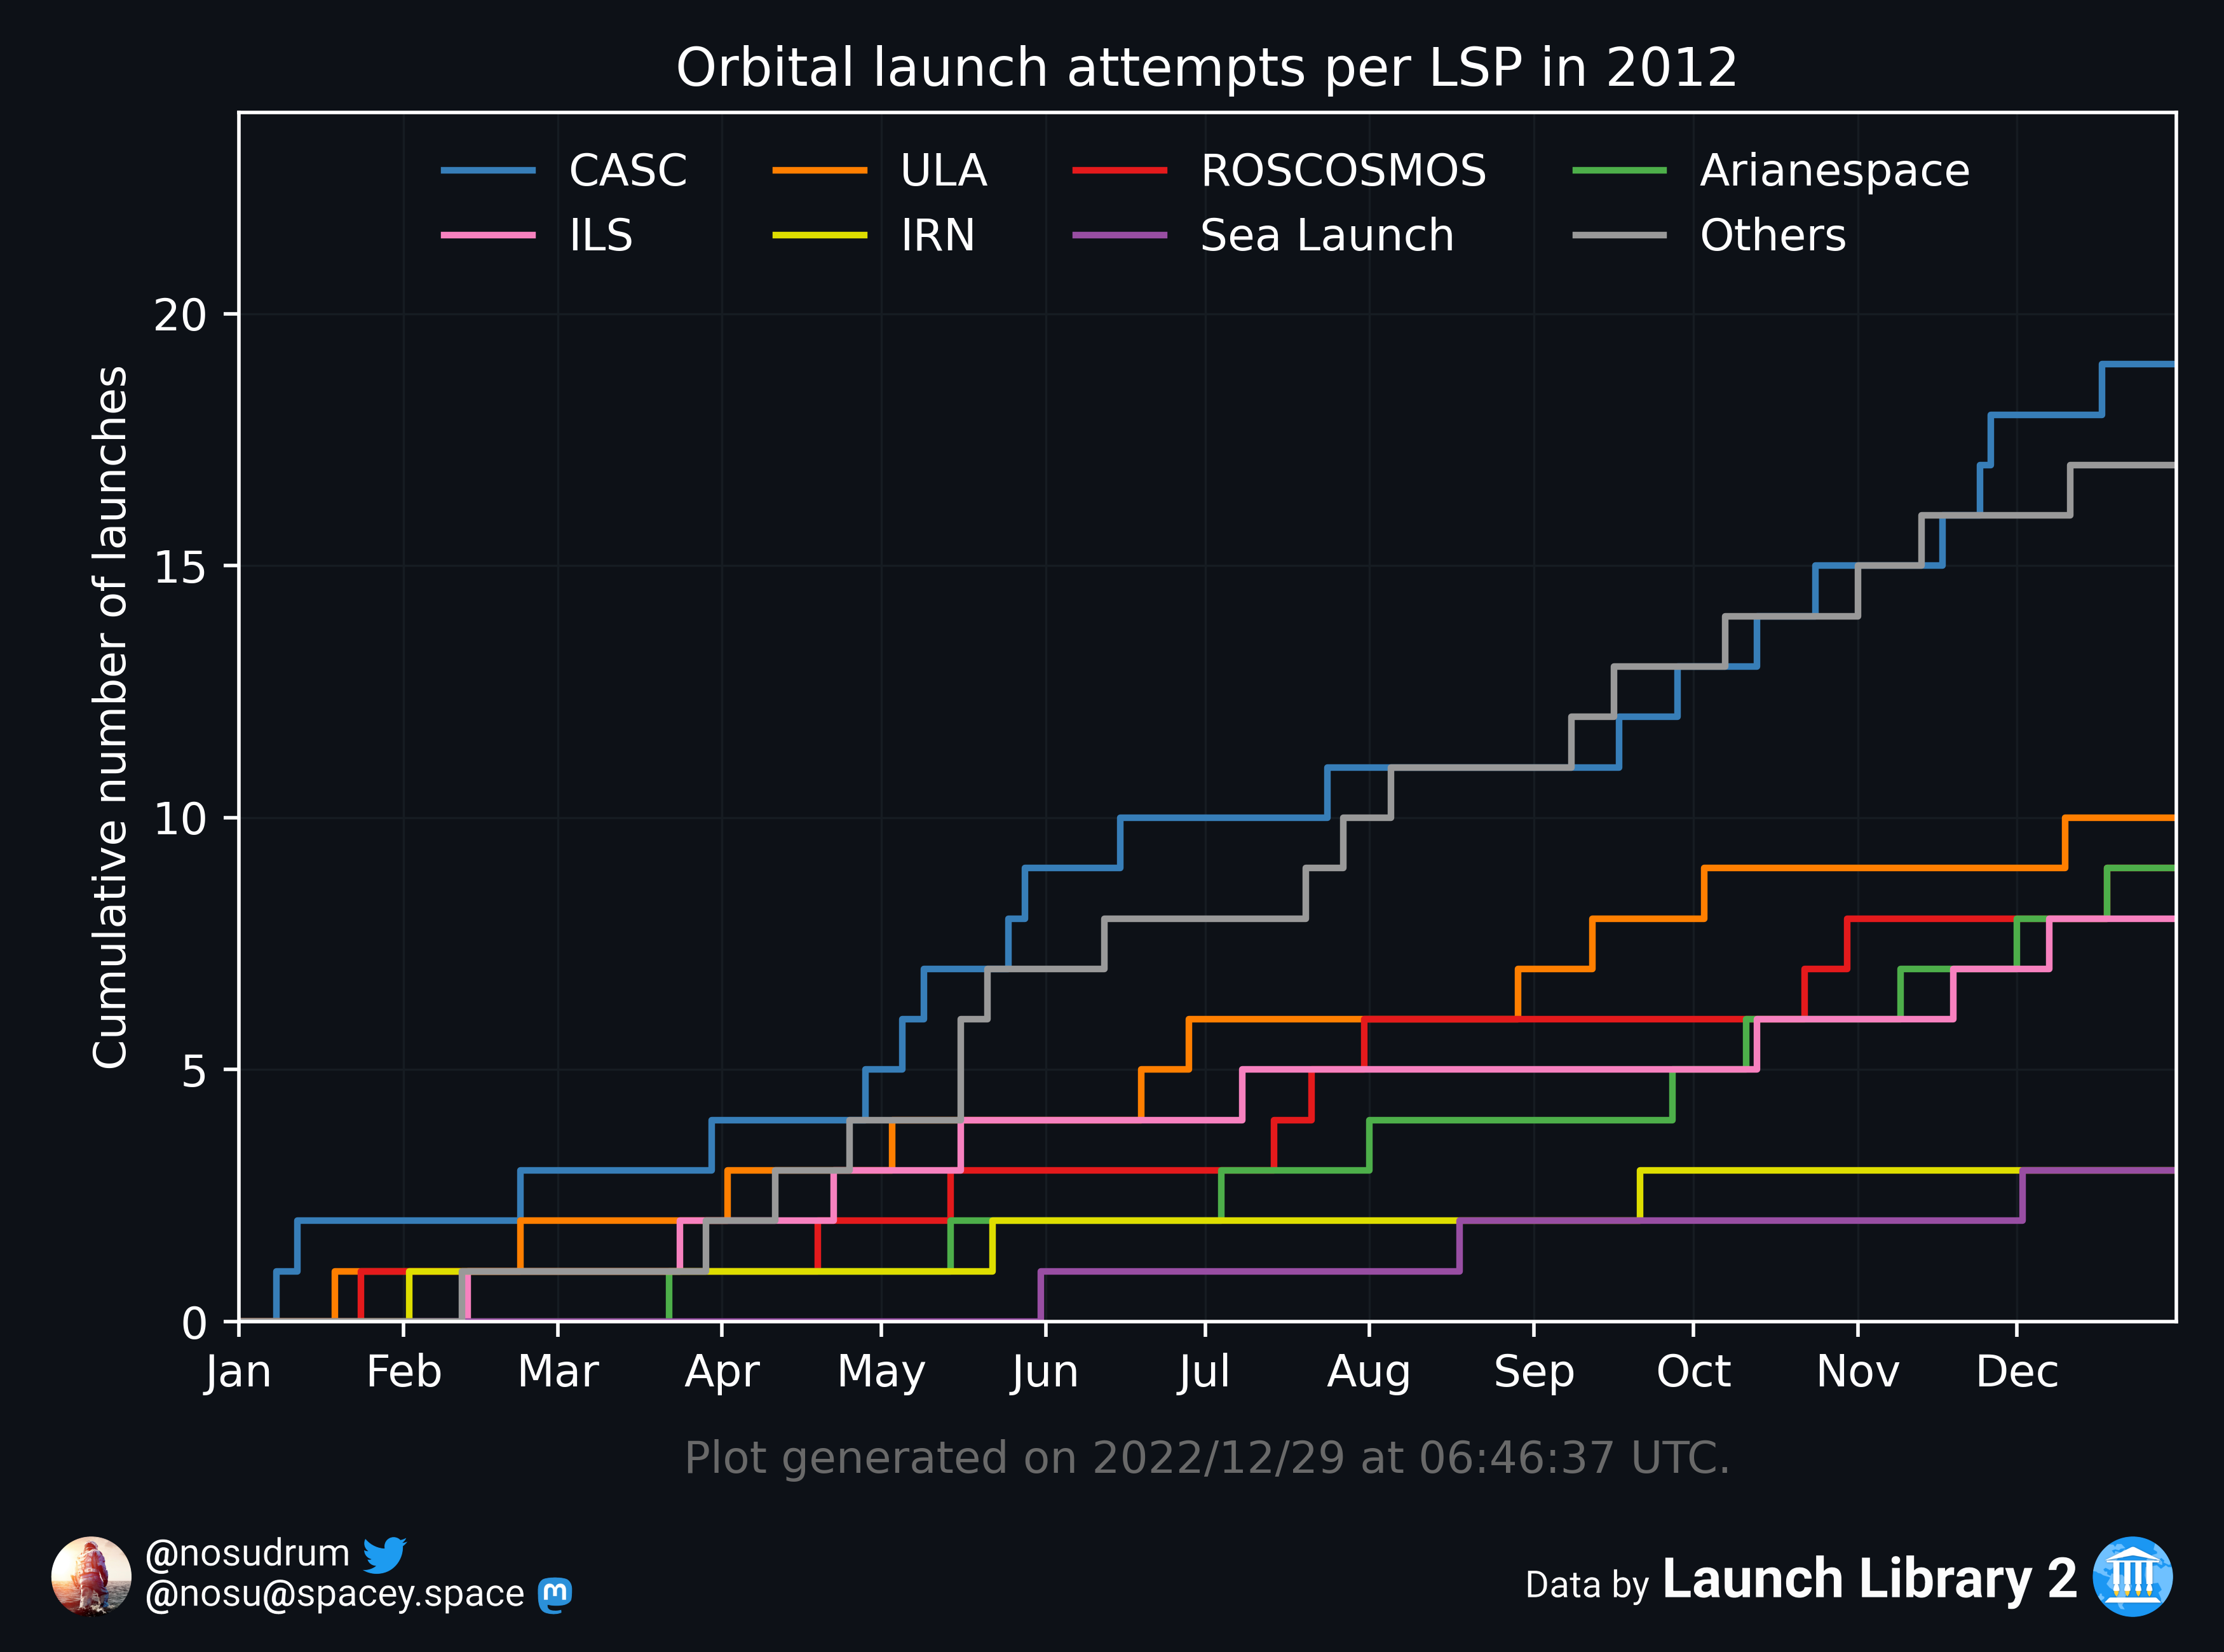 Orbital launch attempts per LSP in 2012
CASC ULA ROSCOSMOS Arianespace
ILS IRN Sea Launch Others
Cumulative number of launches
20
15
10
5
0
Jan Feb Mar Apr May Jun Jul Aug Sep Oct Nov Dec
Plot generated on 2022/12/29 at 06:46:37 UTC.
@nosudrum
@nosu@spacey.space
Data by Launch Library 2